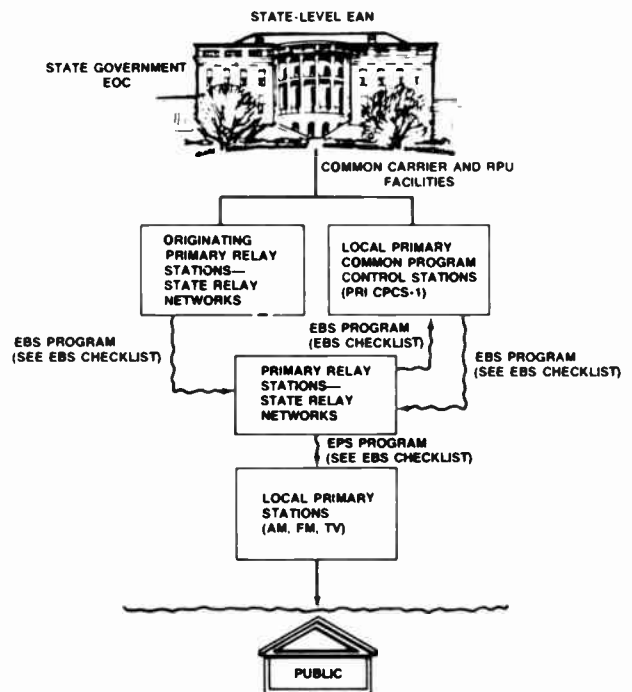 STATE-LEVEL EAN
STATE GOVERNMENT
EOC
COMMON CARRIER AND RPU
FACILITIES
ORIGINATING
PRIMARY RELAY
STATIONS—
STATE RELAY
NETWORKS
LOCAL PRIMARY
COMMON PROGRAM
CONTROL STATIONS
(PRI CPCS-1)
EBS PROGRAM
(SEE EBS CHECKLIST)
EBS PROGRAM
(EBS CHECKLIST)
EBS PROGRAM
(SEE EBS CHECKLIST)
PRIMARY RELAY
STATIONS—
STATE RELAY
NETWORKS
EPS PROGRAM
(SEE EBS CHECKLIST)
LOCAL PRIMARY
STATIONS
(AM, FM, TV)
PUBLIC